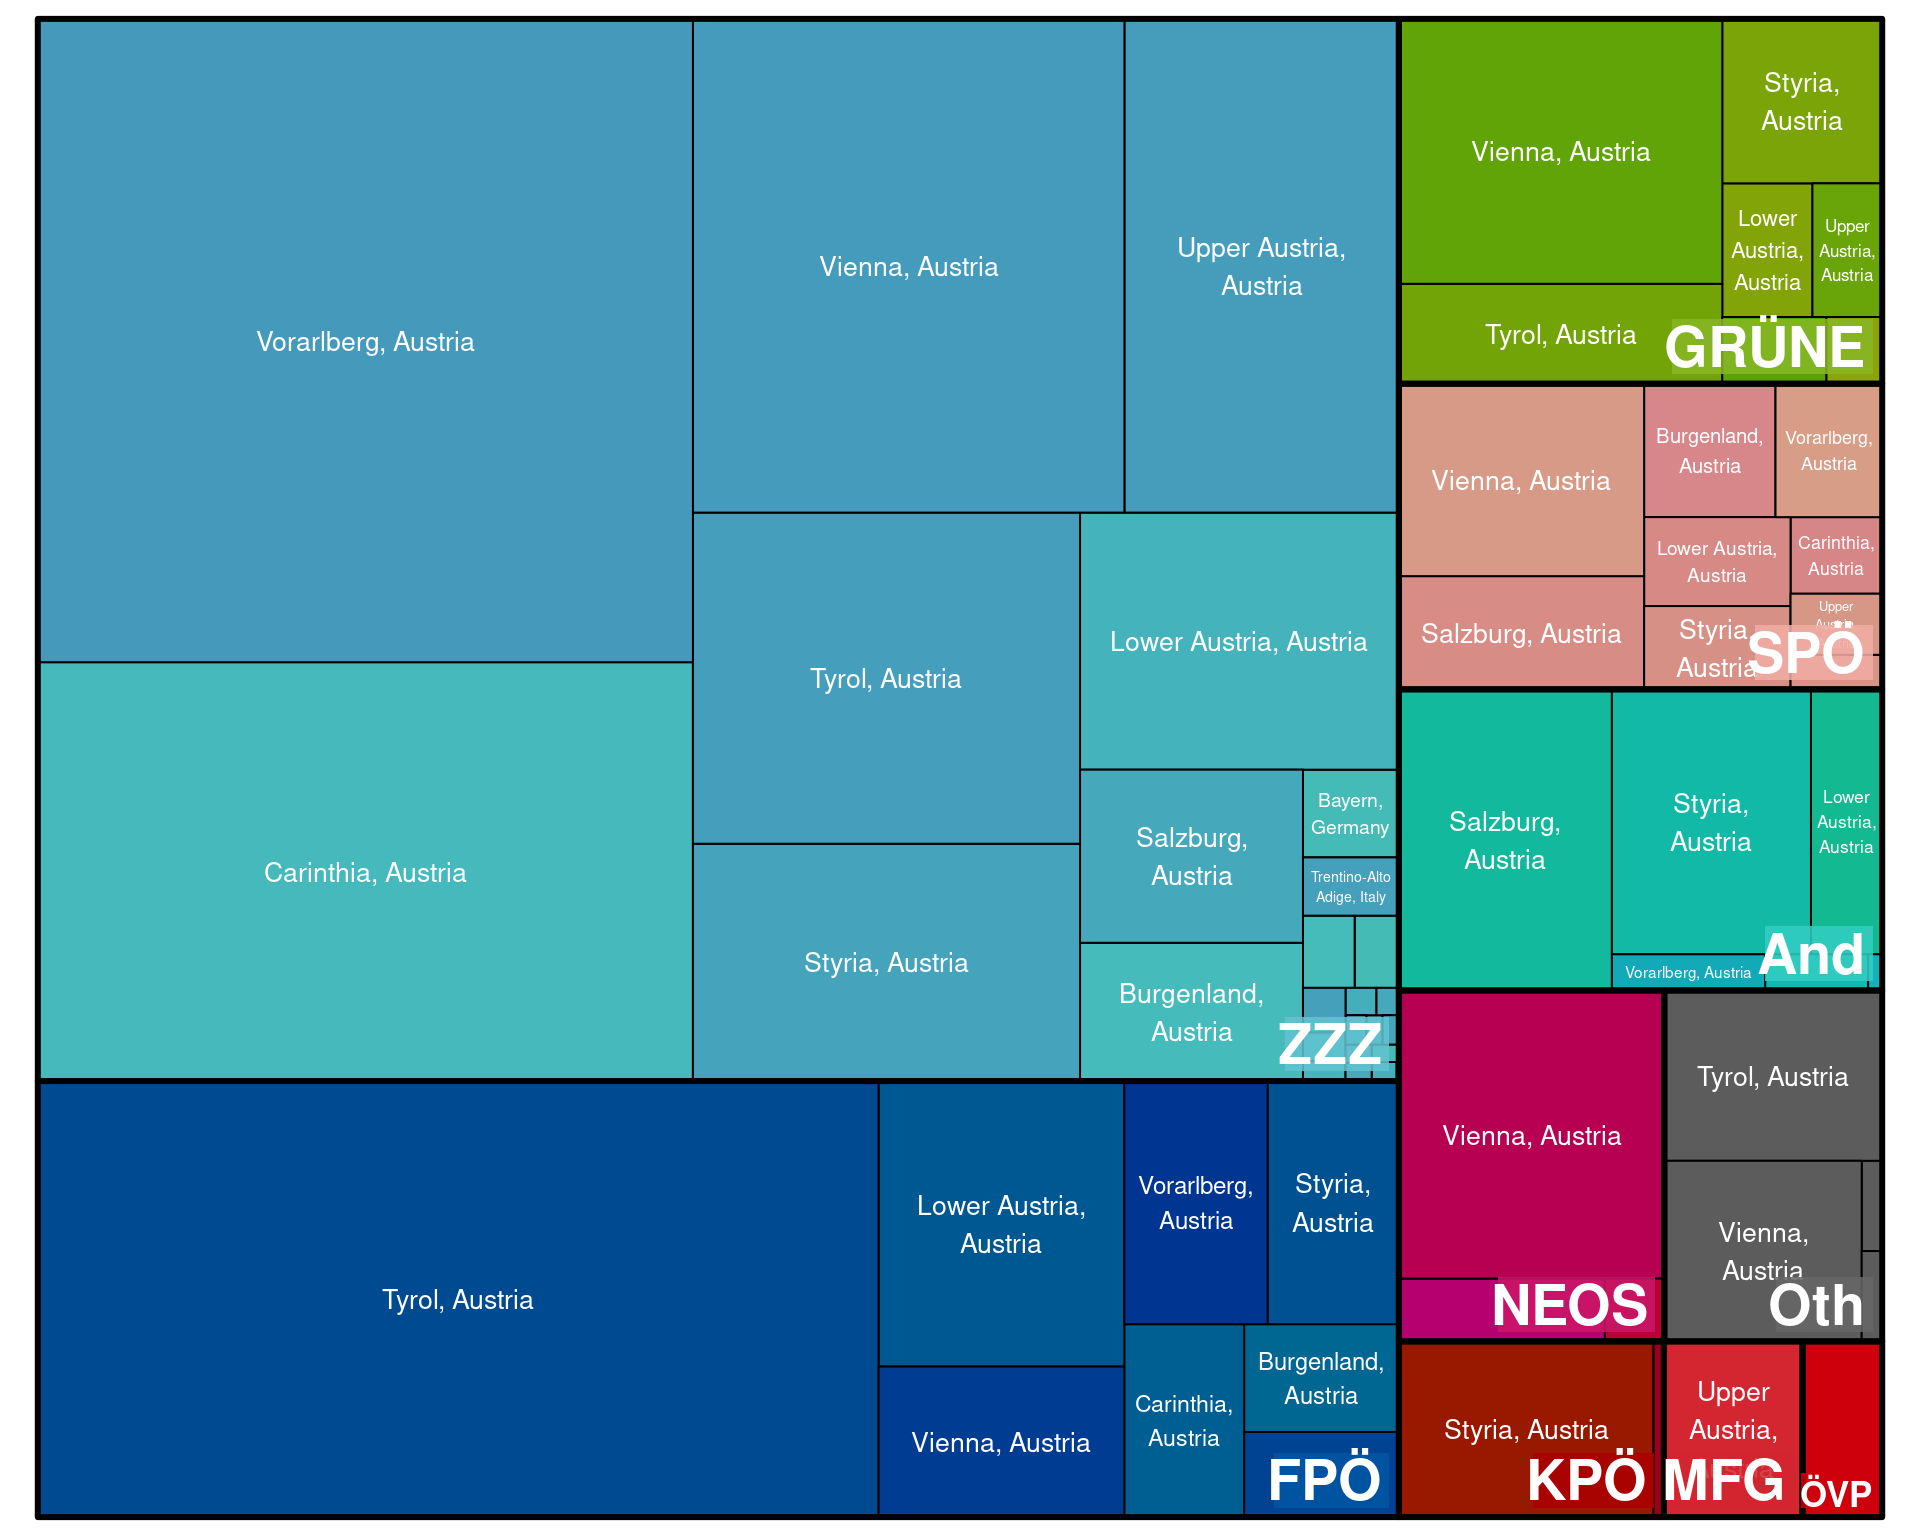 Vorarlberg, Austria
Vienna, Austria
Upper Austria,
Austria
Carinthia, Austria
Tyrol, Austria
Lower Austria, Austria
Styria, Austria
Salzburg,
Austria
Bayern,
Germany
Trentino-Alto
Adige, Italy
Burgenland,
Austria
ZZZ
Tyrol, Austria
Lower Austria,
Austria
Vienna, Austria
Vorarlberg,
Austria
Styria,
Austria
Carinthia,
Austria
Burgenland,
Austria
FPÖ
Vienna, Austria
Styria,
Austria
Lower
Austria,
Austria
Upper
Austria,
Austria
Tyrol, Austria
GRÜNE
Vienna, Austria
Burgenland,
Austria
Vorarlberg,
Austria
Salzburg, Austria
Lower Austria,
Austria
Carinthia,
Austria
Styria,
Austria
Upper
SPÖ
Salzburg,
Austria
Styria,
Austria
Lower
Austria,
Austria
Vorarlberg, Austria
And
Vienna, Austria
NEOS
Tyrol, Austria
Vienna,
Austria
Oth
Styria, Austria
KPÖ
Upper
Austria,
MFG
ÖVP